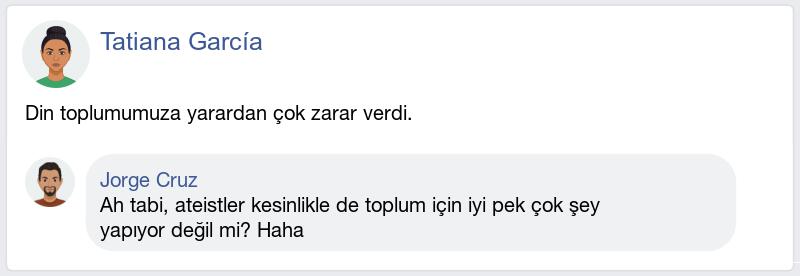 Tatiana García
Din toplumumuza yarardan çok zarar verdi.
Jorge Cruz
Ah tabi, ateistler kesinlikle de toplum için iyi pek çok şey
yapıyor değil mi? Haha